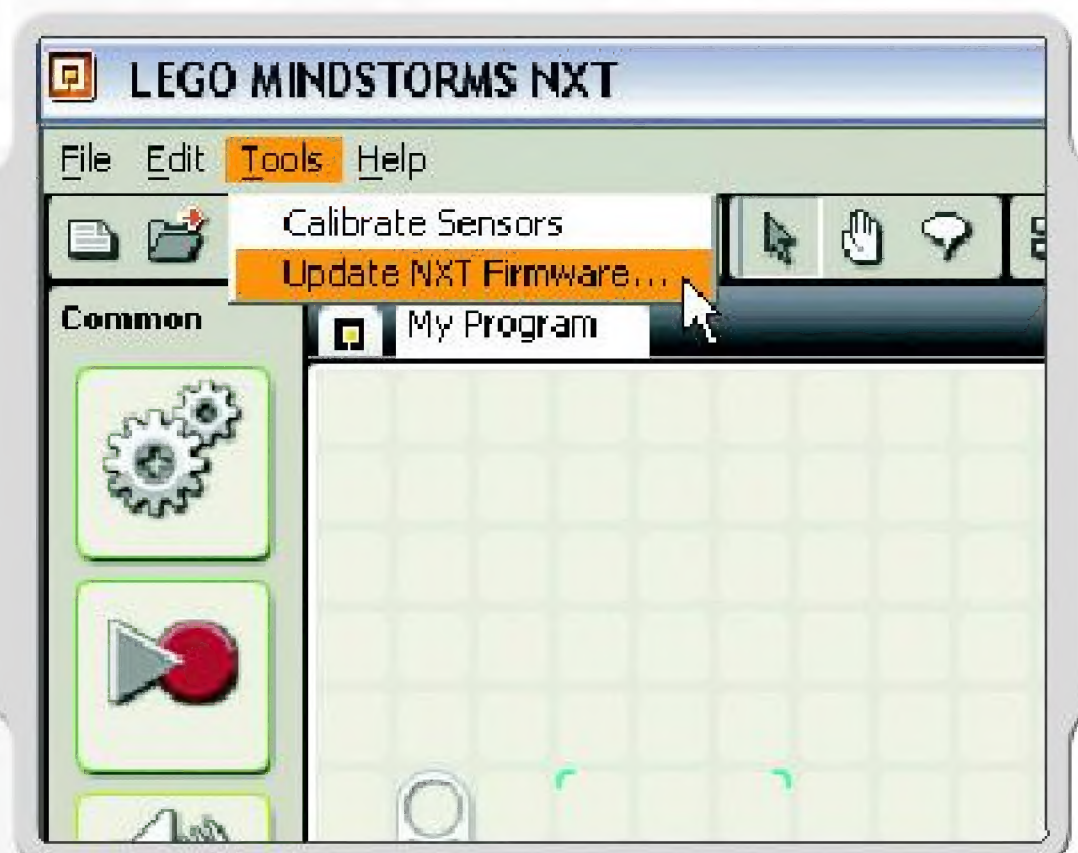 LEGO MINDSTORMS NXT
File Edit Tools Help
Calibrate Sensors
Update NXT Firmware...
Common
My Program